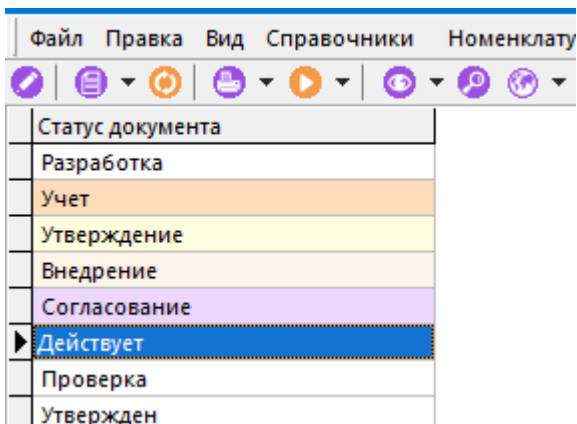 Файл Правка Вид Справочники Номенклату
Статус документа
Разработка
Учет
Утверждение
Внедрение
Согласование
Действует
Проверка
Утвержден